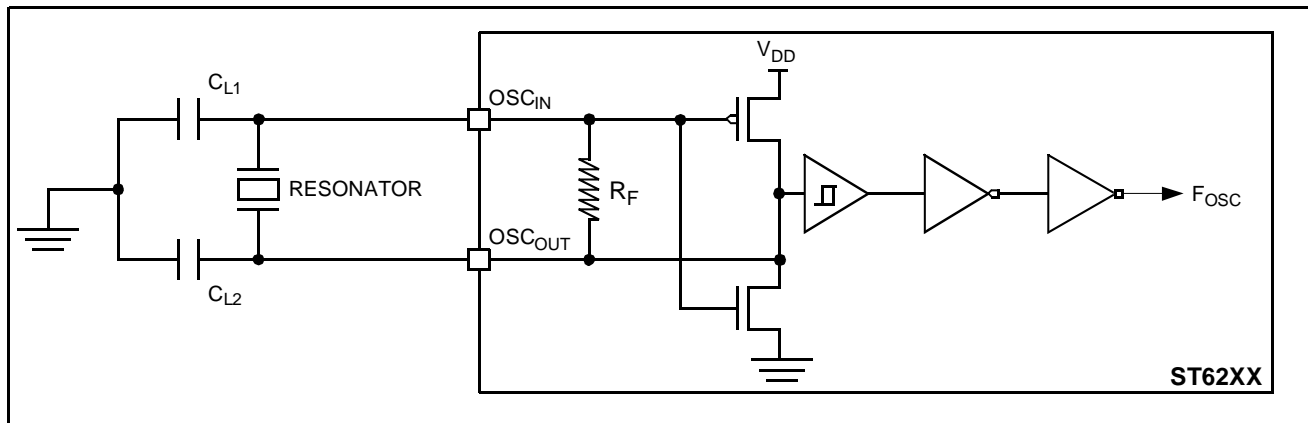 V_DD
C_L1
OSC_IN
RESONATOR
R_F
F_OSC
OSC_OUT
C_L2
ST62XX